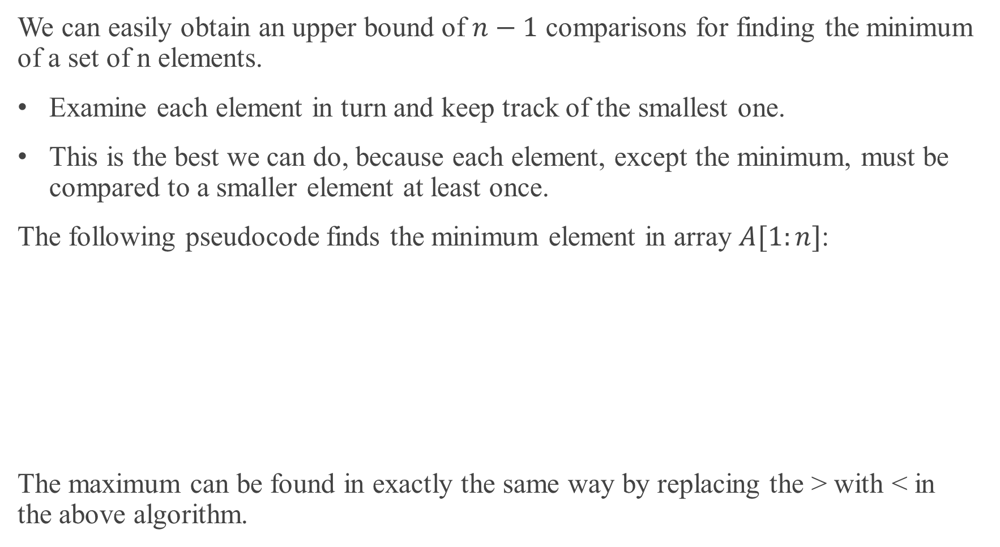 We can easily obtain an upper bound of n − 1 comparisons for finding the minimum
of a set of n elements.
• Examine each element in turn and keep track of the smallest one.
• This is the best we can do, because each element, except the minimum, must be
compared to a smaller element at least once.
The following pseudocode finds the minimum element in array A[1:n]:
The maximum can be found in exactly the same way by replacing the > with < in
the above algorithm.